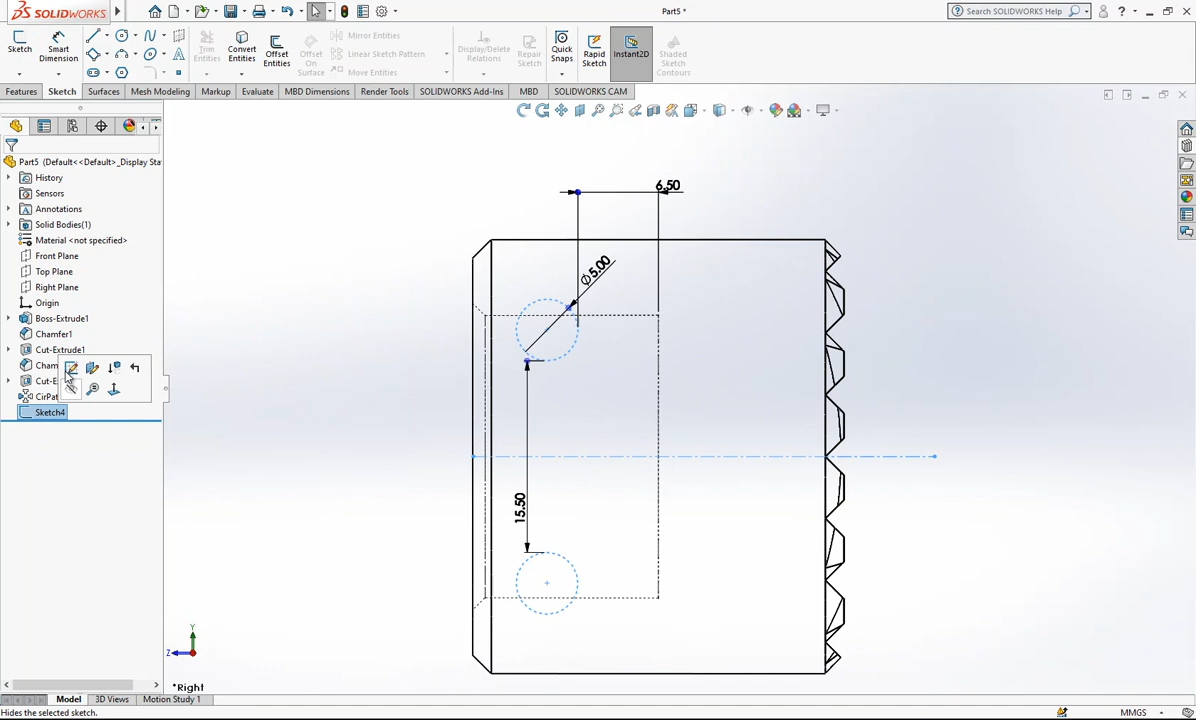 SOLIDWORKS
Part5 *
Search SOLIDWORKS Help
Sketch
Smart Dimension
Trim Entities
Convert Entities
Offset Entities
Offset On Surface
Mirror Entities
Linear Sketch Pattern
Move Entities
Display/Delete Relations
Repair Sketch
Quick Snaps
Rapid Sketch
Instant2D
Shaded Sketch Contours
Features
Sketch
Surfaces
Mesh Modeling
Markup
Evaluate
MBD Dimensions
Render Tools
SOLIDWORKS Add-Ins
MBD
SOLIDWORKS CAM
Part5 (Default<<Default>_Display Sta
History
Sensors
Annotations
Solid Bodies(1)
Material <not specified>
Front Plane
Top Plane
Right Plane
Origin
Boss-Extrude1
Chamfer1
Cut-Extrude1
Cham
Cut-E
CirPat
Sketch4
6.50
Ø5.00
15.50
Y
Z
*Right
Model
3D Views
Motion Study 1
Hides the selected sketch.
MMGS